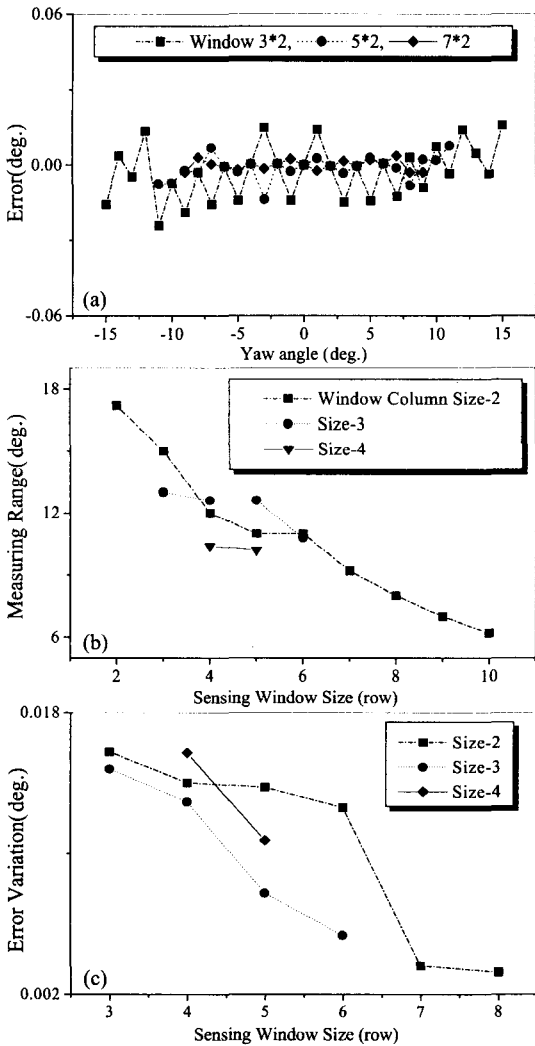 0.06
Window 3*2, 5*2, 7*2
Error(deg.)
0.00
-0.06
(a)
-15 -10 -5 0 5 10 15
Yaw angle (deg.)
18
Window Column Size-2
Size-3
Size-4
Measuring Range(deg.)
12
6
(b)
2 4 6 8 10
Sensing Window Size (row)
0.018
Size-2
Size-3
Size-4
Error Variation(deg.)
0.002
(c)
3 4 5 6 7 8
Sensing Window Size (row)